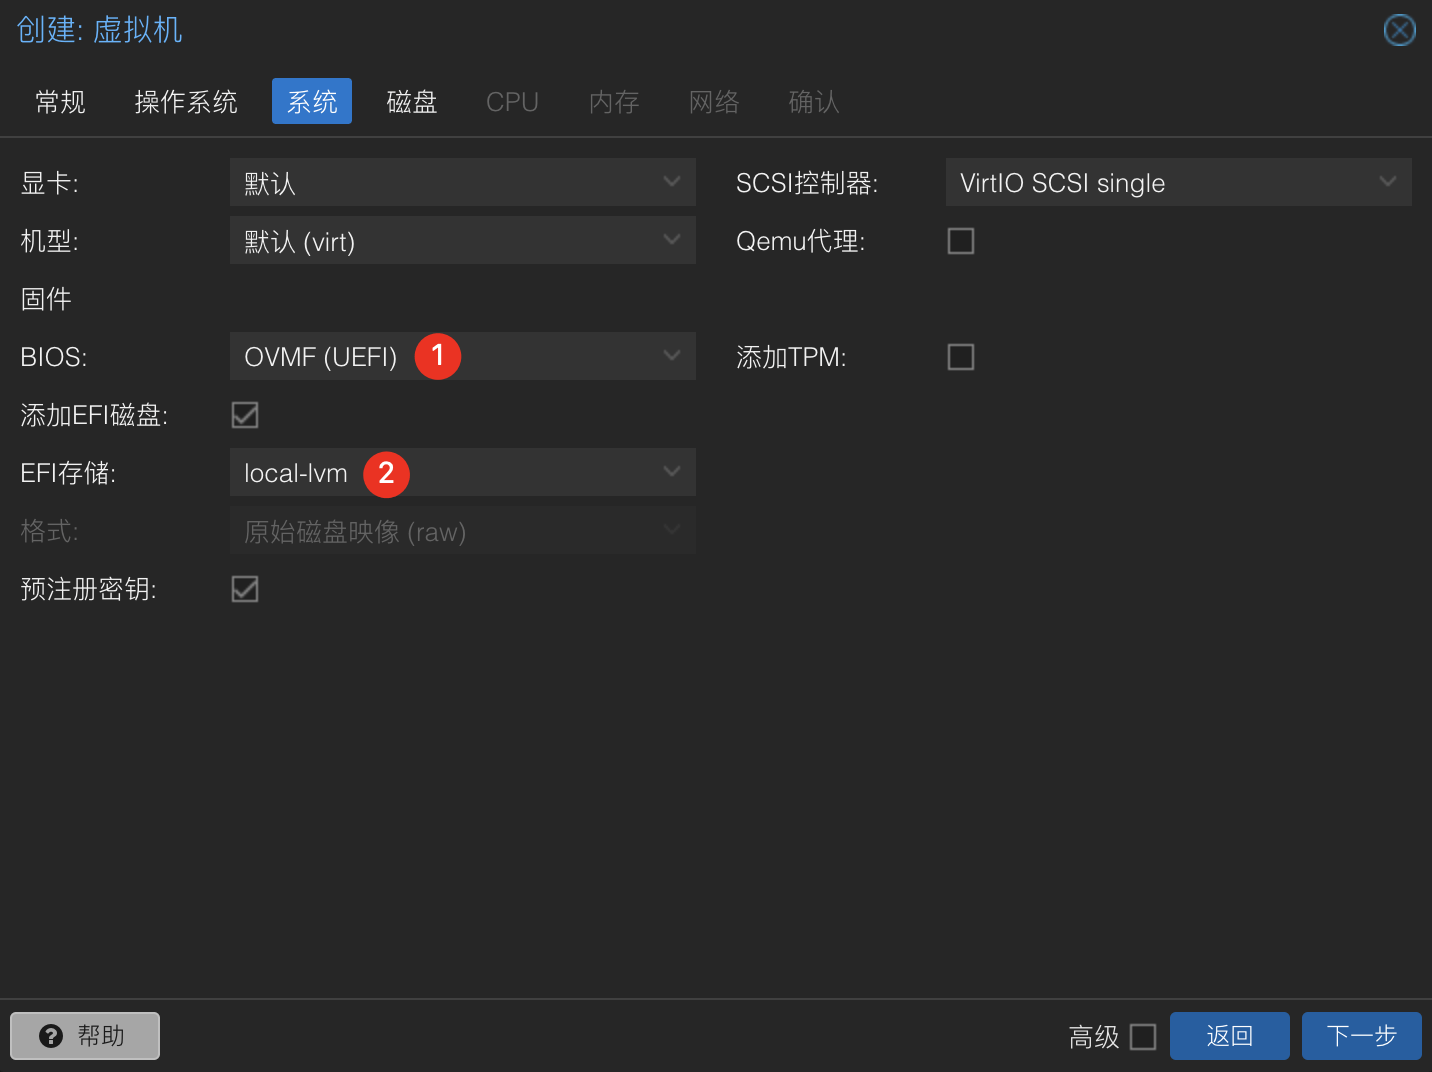 创建: 虚拟机
常规 操作系统 系统 磁盘 CPU 内存 网络 确认
显卡: 默认 SCSI控制器: VirtIO SCSI single
机型: 默认 (virt) Qemu代理:
固件
BIOS: OVMF (UEFI) 1 添加TPM:
添加EFI磁盘:
EFI存储: local-lvm 2
格式: 原始磁盘映像 (raw)
预注册密钥:
? 帮助 高级 返回 下一步